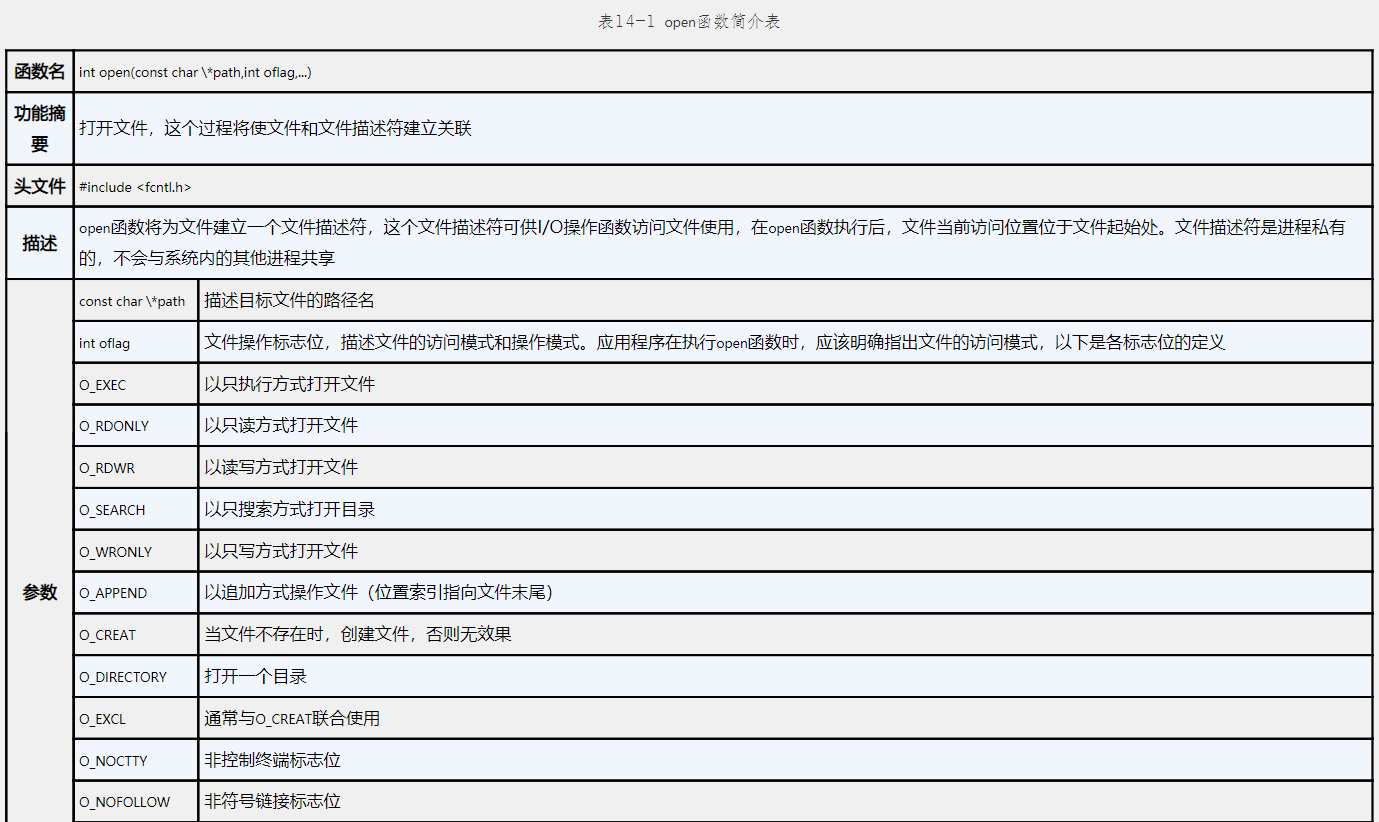 表14-1 open函数简介表
函数名 int open(const char \*path,int oflag,...)
功能摘要 打开文件，这个过程将使文件和文件描述符建立关联
头文件 #include <fcntl.h>
描述 open函数将为文件建立一个文件描述符，这个文件描述符可供I/O操作函数访问文件使用，在open函数执行后，文件当前访问位置位于文件起始处。文件描述符是进程私有
的，不会与系统内的其他进程共享
参数
const char \*path 描述目标文件的路径名
int oflag 文件操作标志位，描述文件的访问模式和操作模式。应用程序在执行open函数时，应该明确指出文件的访问模式，以下是各标志位的定义
O_EXEC 以只执行方式打开文件
O_RDONLY 以只读方式打开文件
O_RDWR 以读写方式打开文件
O_SEARCH 以只搜索方式打开目录
O_WRONLY 以只写方式打开文件
O_APPEND 以追加方式操作文件（位置索引指向文件末尾）
O_CREAT 当文件不存在时，创建文件，否则无效果
O_DIRECTORY 打开一个目录
O_EXCL 通常与O_CREAT联合使用
O_NOCTTY 非控制终端标志位
O_NOFOLLOW 非符号链接标志位